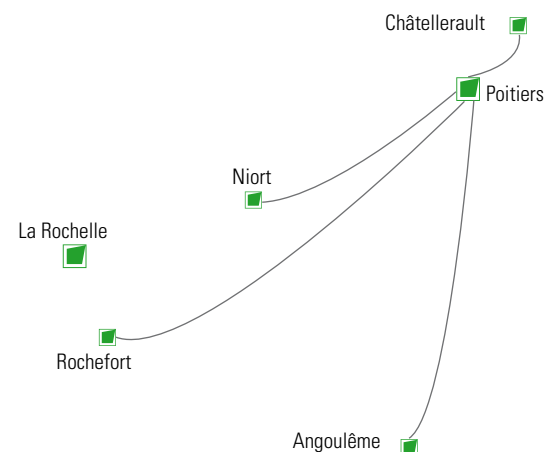 Châtellerault
Poitiers
Niort
La Rochelle
Rochefort
Angoulême